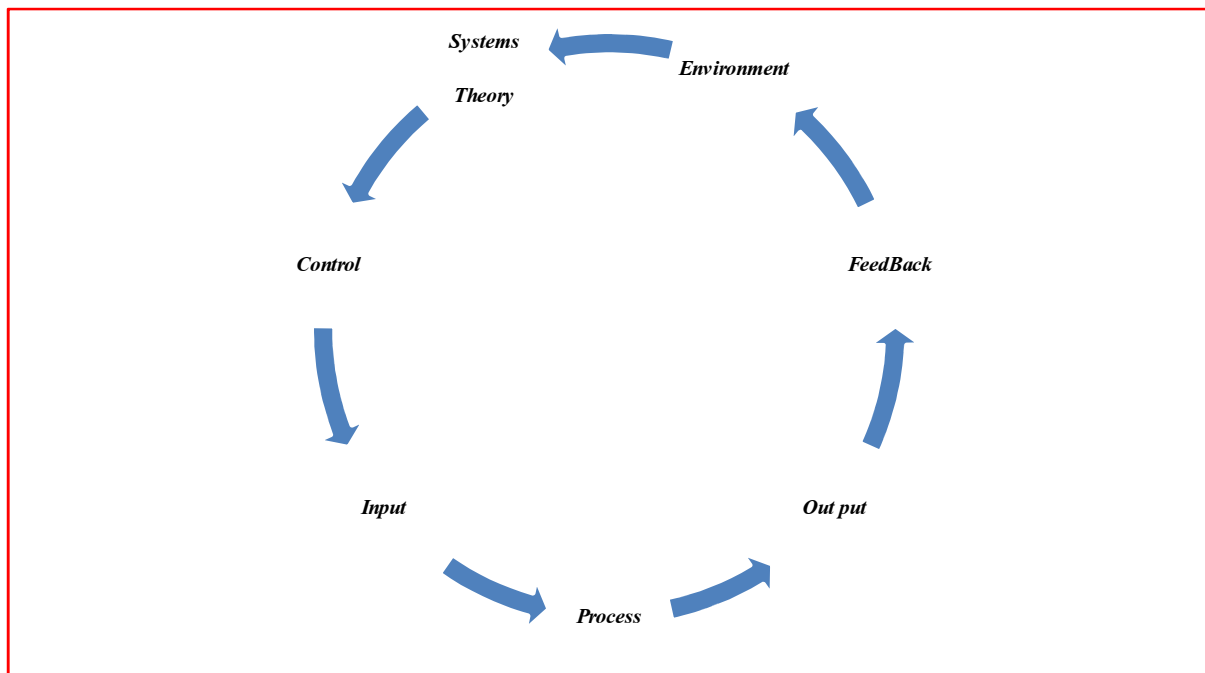 Systems
Theory
Environment
Control
FeedBack
Input
Out put
Process